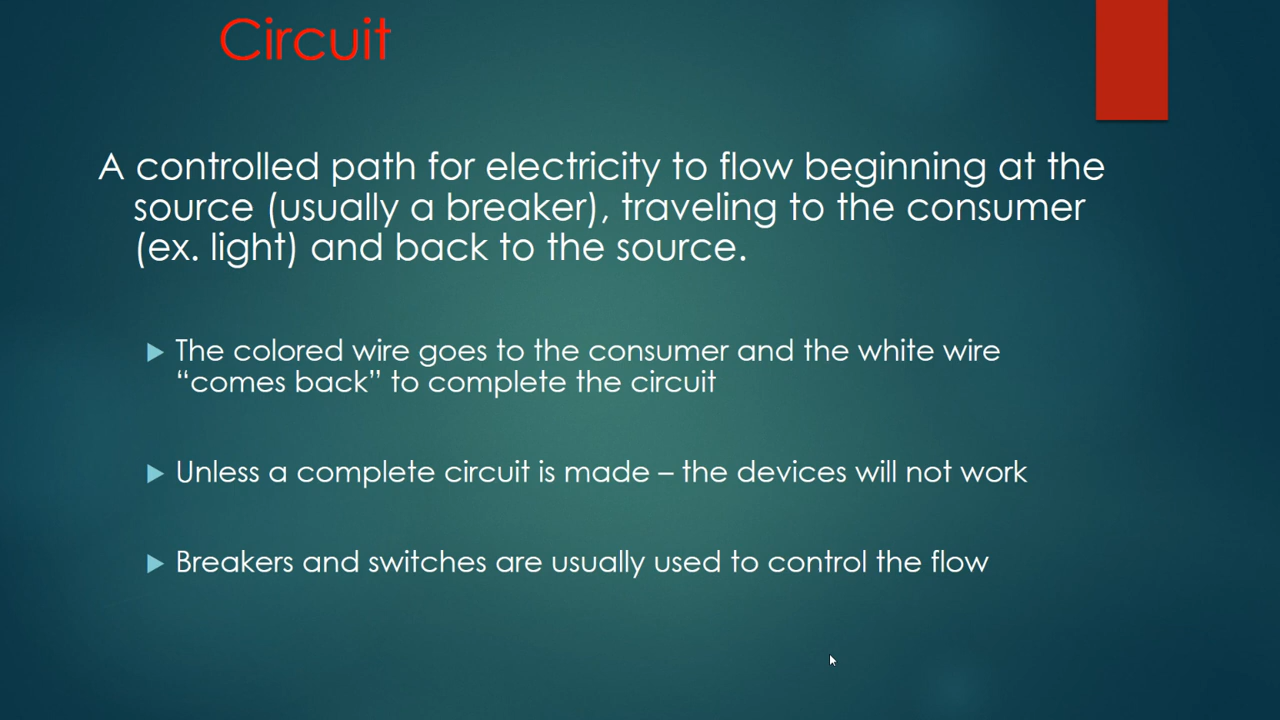 Circuit
A controlled path for electricity to flow beginning at the
source (usually a breaker), traveling to the consumer
(ex. light) and back to the source.
The colored wire goes to the consumer and the white wire
“comes back” to complete the circuit
Unless a complete circuit is made – the devices will not work
Breakers and switches are usually used to control the flow